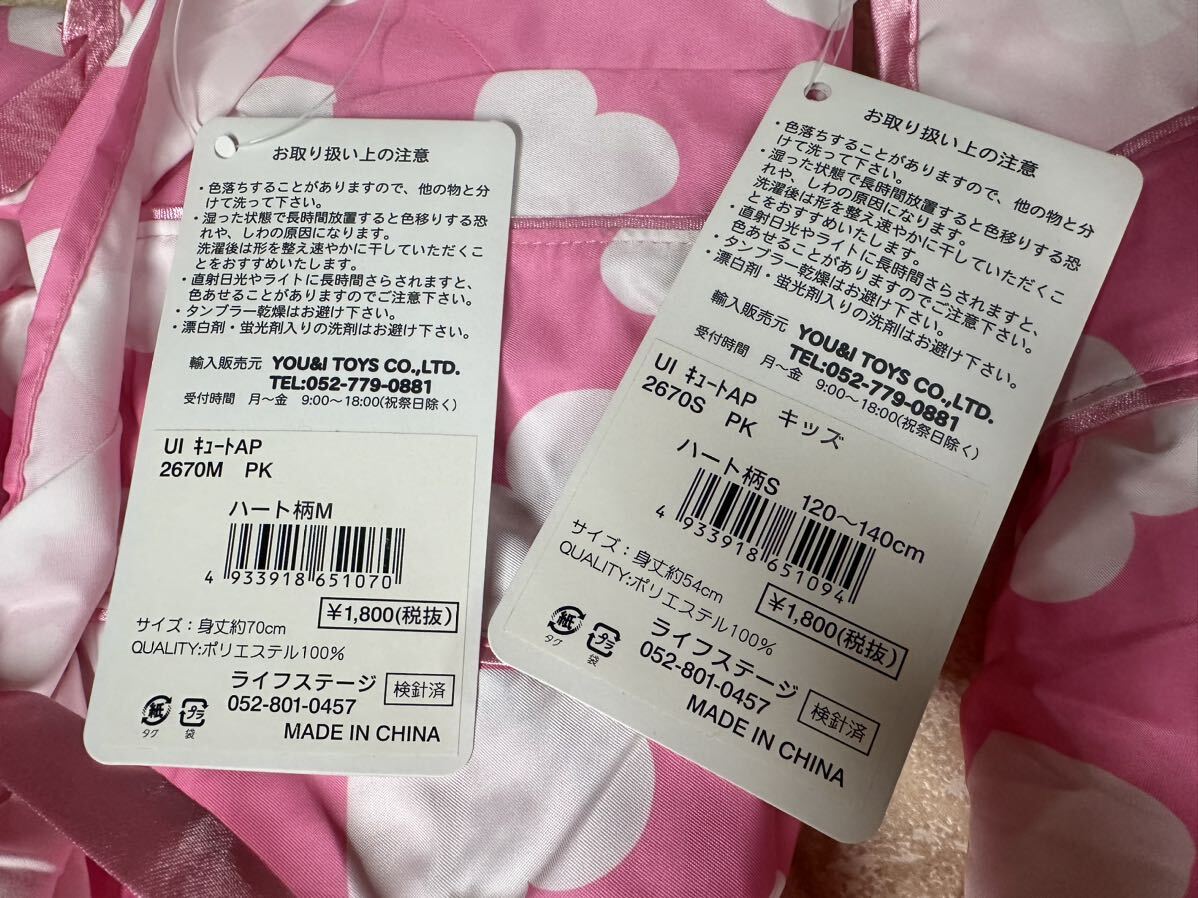 お取り扱い上の注意
・色落ちすることがありますので、他の物と分
けて洗って下さい。
・湿った状態で長時間放置すると色移りする恐
れや、しわの原因になります。
洗濯後は形を整え速やかに干していただくこ
とをおすすめいたします。
・直射日光やライトに長時間さらされますと、
色あせることがありますのでご注意下さい。
・タンブラー乾燥はお避け下さい。
・漂白剤・蛍光剤入りの洗剤はお避け下さい。
輸入販売元 YOU&I TOYS CO.,LTD.
TEL:052-779-0881
受付時間 月～金 9:00～18:00(祝祭日除く)
UI ｷｭｰﾄAP
2670M PK
ハート柄M
4 933918 651070
￥1,800(税抜)
サイズ：身丈約70cm
QUALITY:ポリエステル100%
ライフステージ
052-801-0457
検針済
紙
タグ
プラ
袋
MADE IN CHINA
お取り扱い上の注意
・色落ちすることがありますので、他の物と分
けて洗って下さい。
・湿った状態で長時間放置すると色移りする恐
れや、しわの原因になります。
洗濯後は形を整え速やかに干していただくこ
とをおすすめいたします。
・直射日光やライトに長時間さらされますと、
色あせることがありますのでご注意下さい。
・タンブラー乾燥はお避け下さい。
・漂白剤・蛍光剤入りの洗剤はお避け下さい。
輸入販売元 YOU&I TOYS CO.,LTD.
TEL:052-779-0881
受付時間 月～金 9:00～18:00(祝祭日除く)
UI ｷｭｰﾄAP キッズ
2670S PK
ハート柄S 120～140cm
4 933918 651094
￥1,800(税抜)
サイズ：身丈約54cm
QUALITY:ポリエステル100%
ライフステージ
052-801-0457
検針済
紙
タグ
プラ
袋
MADE IN CHINA